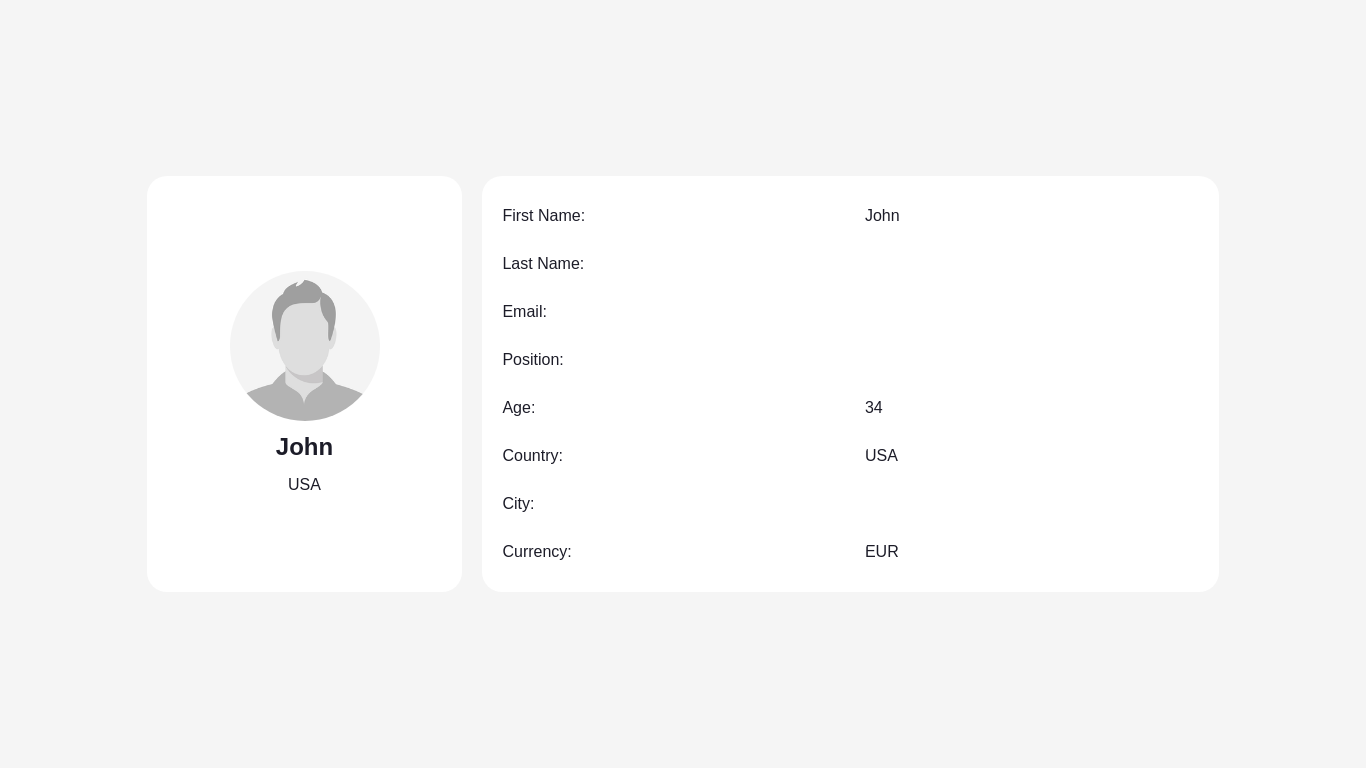 John
USA
First Name: John
Last Name:
Email:
Position:
Age: 34
Country: USA
City:
Currency: EUR